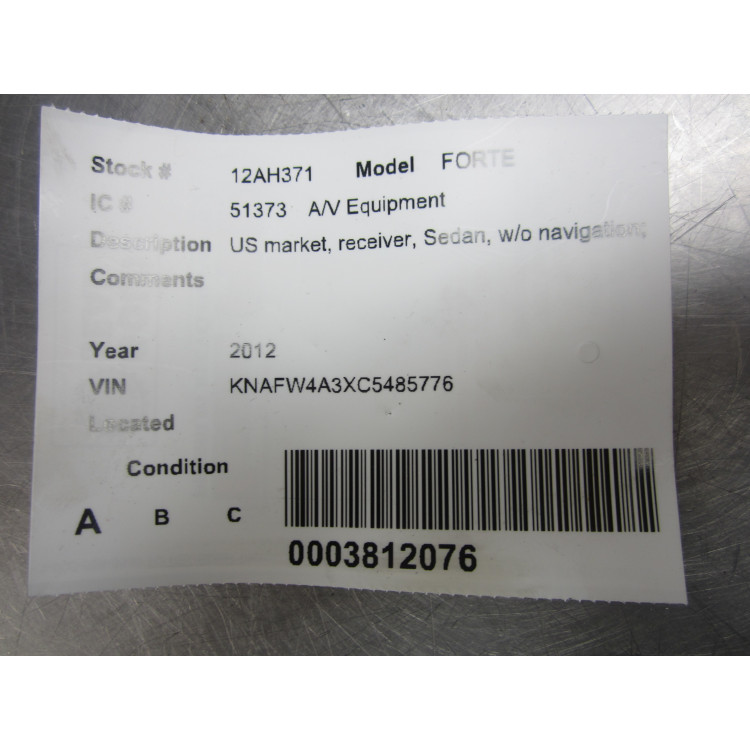 Stock # 12AH371 Model FORTE
IC # 51373 A/V Equipment
Description US market, receiver, Sedan, w/o navigation;
Comments
Year 2012
VIN KNAFW4A3XC5485776
Located
Condition
A B C
0003812076